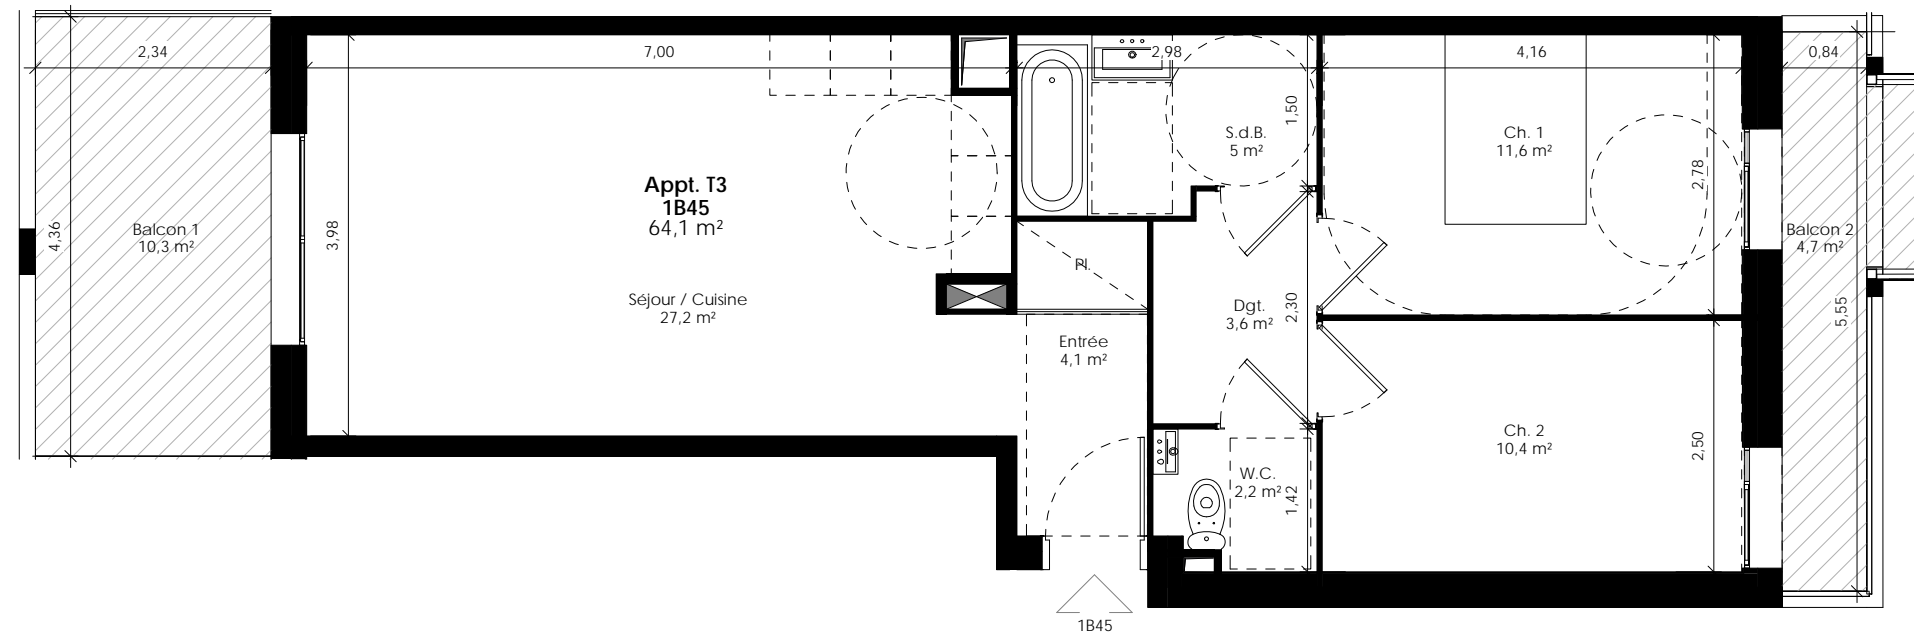 2,34
7,00
2,98
4,16
0,84
1,50
S.d.B.
5 m²
Ch. 1
11,6 m²
2,78
Appt. T3
1B45
64,1 m²
4,36
Balcon 1
10,3 m²
3,98
Balcon 2
4,7 m²
Pl.
Séjour / Cuisine
27,2 m²
Dgt.
3,6 m²
2,30
5,55
Entrée
4,1 m²
Ch. 2
10,4 m²
2,50
W.C.
2,2 m²
1,42
1B45